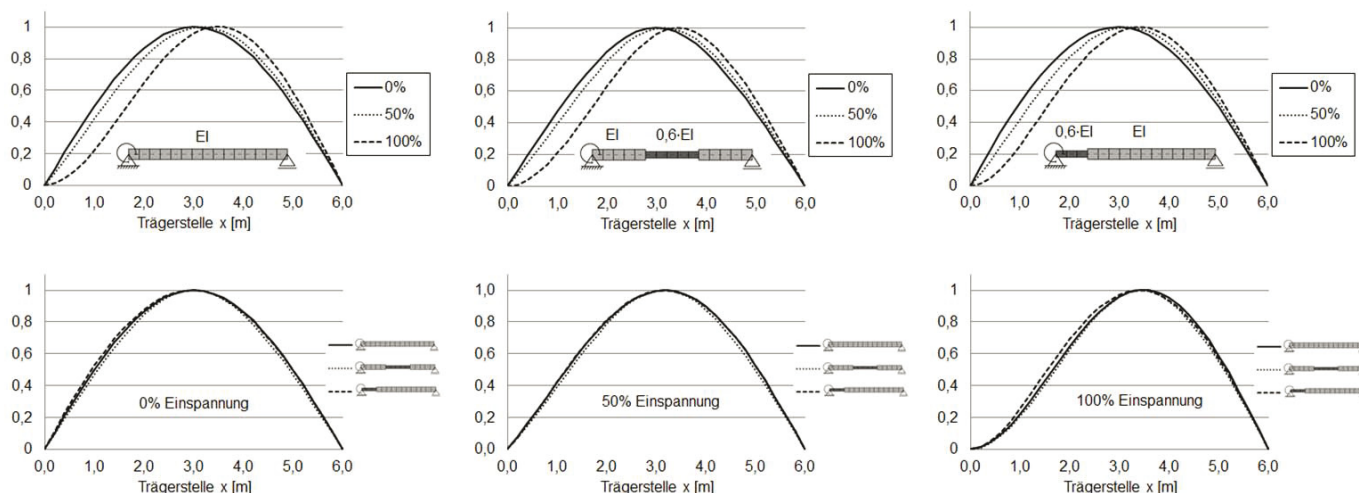 1
0,8
0,6
0,4
0,2
0
0,0 1,0 2,0 3,0 4,0 5,0 6,0
Trägerstelle x [m]
EI
0%
50%
100%
1
0,8
0,6
0,4
0,2
0
0,0 1,0 2,0 3,0 4,0 5,0 6,0
Trägerstelle x [m]
EI 0,6·EI
0%
50%
100%
1
0,8
0,6
0,4
0,2
0
0,0 1,0 2,0 3,0 4,0 5,0 6,0
Trägerstelle x [m]
0,6·EI EI
0%
50%
100%
1
0,8
0,6
0,4
0,2
0
0,0 1,0 2,0 3,0 4,0 5,0 6,0
Trägerstelle x [m]
0% Einspannung
1,0
0,8
0,6
0,4
0,2
0,0
0,0 1,0 2,0 3,0 4,0 5,0 6,0
Trägerstelle x [m]
50% Einspannung
1
0,8
0,6
0,4
0,2
0
0,0 1,0 2,0 3,0 4,0 5,0 6,0
Trägerstelle x [m]
100% Einspannung